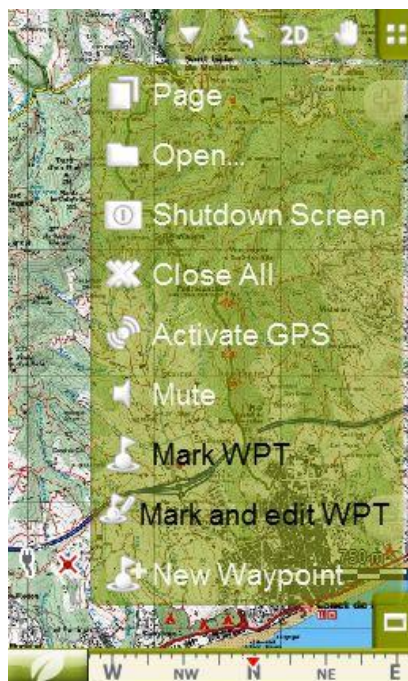 2D
Page
Open...
Shutdown Screen
Close All
Activate GPS
Mute
Mark WPT
Mark and edit WPT
750 m
New Waypoint
W NW N NE E